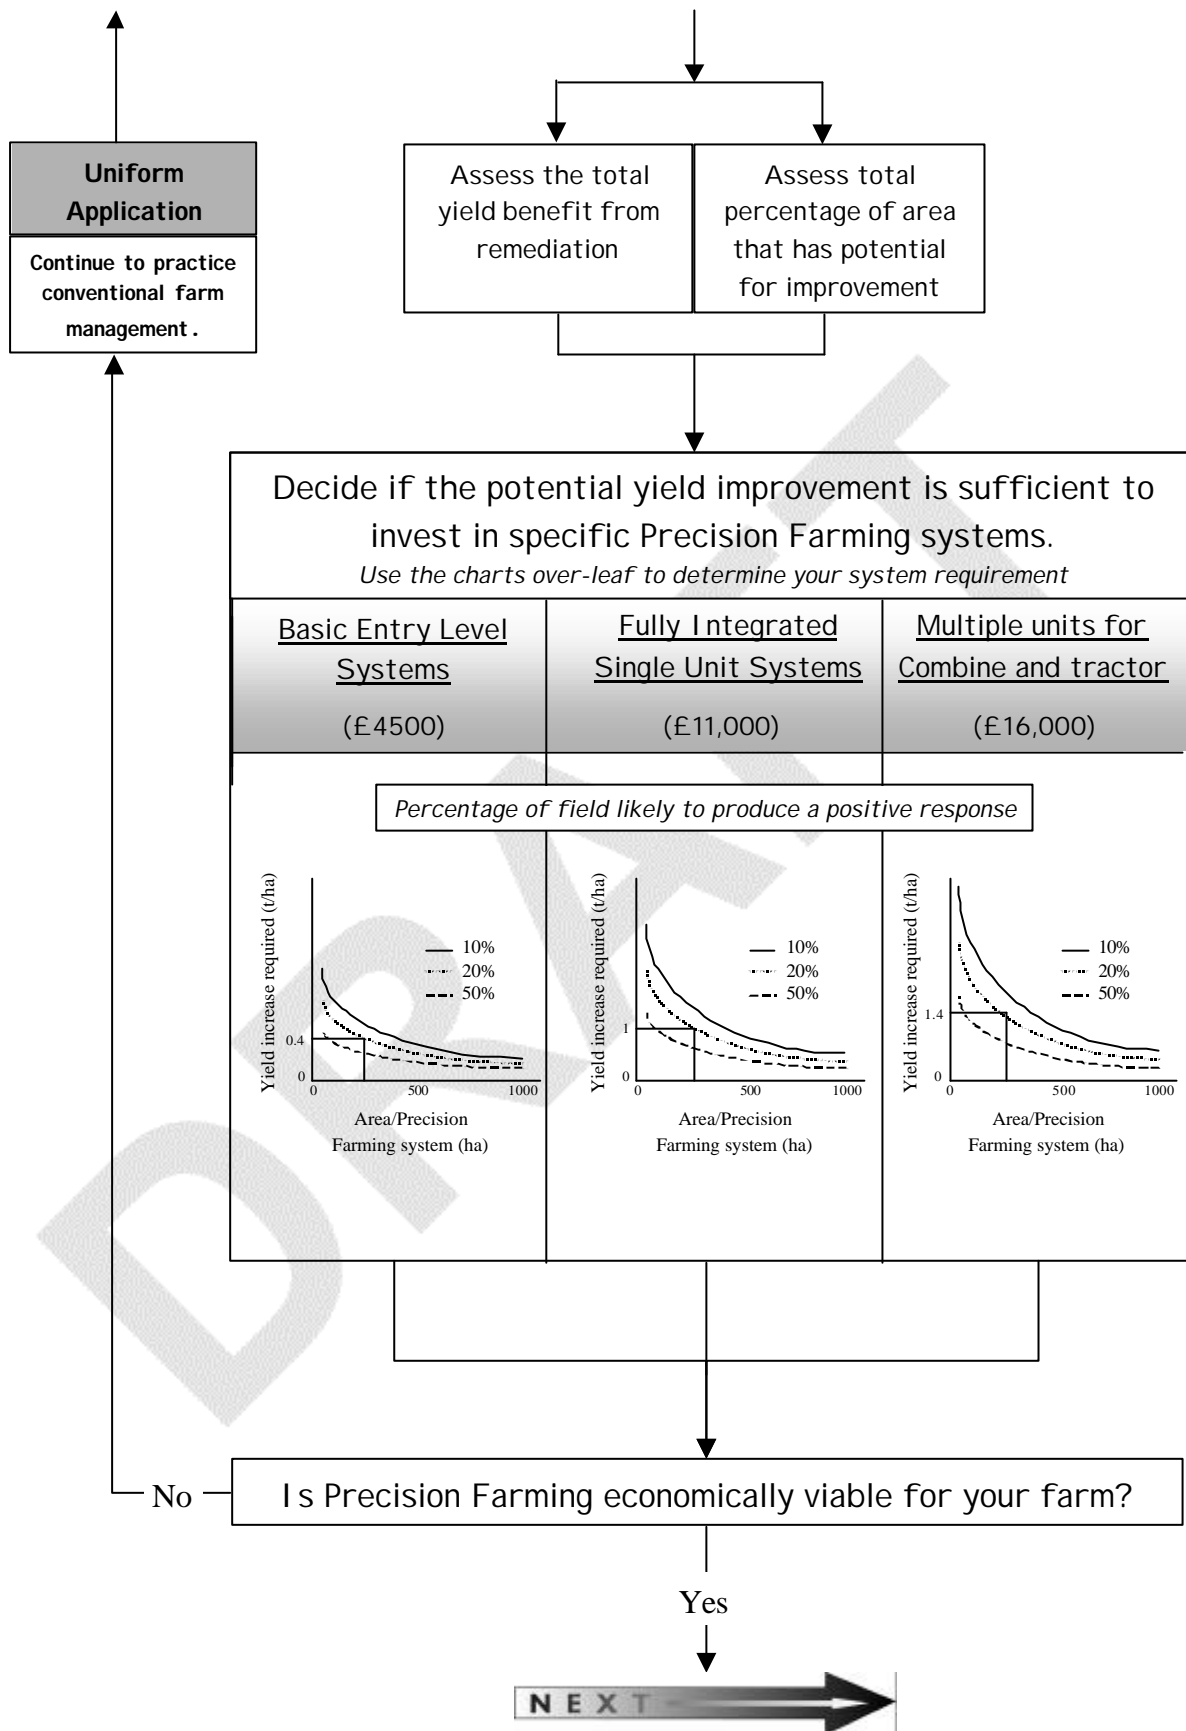 Uniform
Application
Continue to practice
conventional farm
management.
Assess the total
yield benefit from
remediation
Assess total
percentage of area
that has potential
for improvement
Decide if the potential yield improvement is sufficient to
invest in specific Precision Farming systems.
Use the charts over-leaf to determine your system requirement
Basic Entry Level
Systems
(£4500)
Fully Integrated
Single Unit Systems
(£11,000)
Multiple units for
Combine and tractor
(£16,000)
Percentage of field likely to produce a positive response
Yield increase required (t/ha)
10%
20%
50%
0.4
0
0
500
1000
Area/Precision
Farming system (ha)
Yield increase required (t/ha)
10%
20%
50%
1
0
0
500
1000
Area/Precision
Farming system (ha)
Yield increase required (t/ha)
10%
20%
50%
1.4
0
0
500
1000
Area/Precision
Farming system (ha)
DRAFT
No
Is Precision Farming economically viable for your farm?
Yes
NEXT